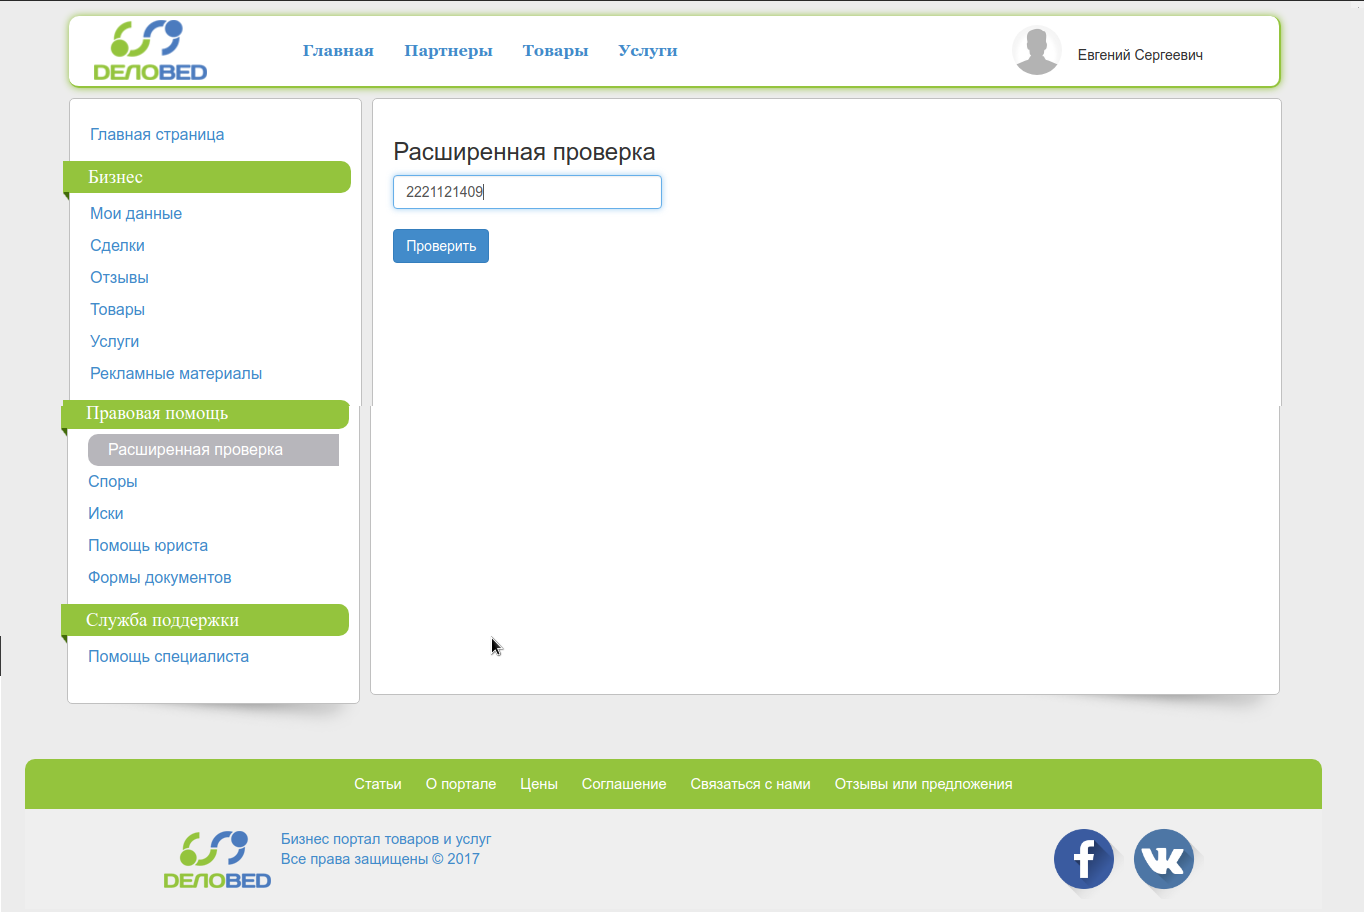 DEЛOBED
Главная Партнеры Товары Услуги
Евгений Сергеевич
Главная страница
Бизнес
Мои данные
Сделки
Отзывы
Товары
Услуги
Рекламные материалы
Правовая помощь
Расширенная проверка
Споры
Иски
Помощь юриста
Формы документов
Служба поддержки
Помощь специалиста
Расширенная проверка
2221121409
Проверить
Статьи О портале Цены Соглашение Связаться с нами Отзывы или предложения
DEЛOBED
Бизнес портал товаров и услуг
Все права защищены © 2017